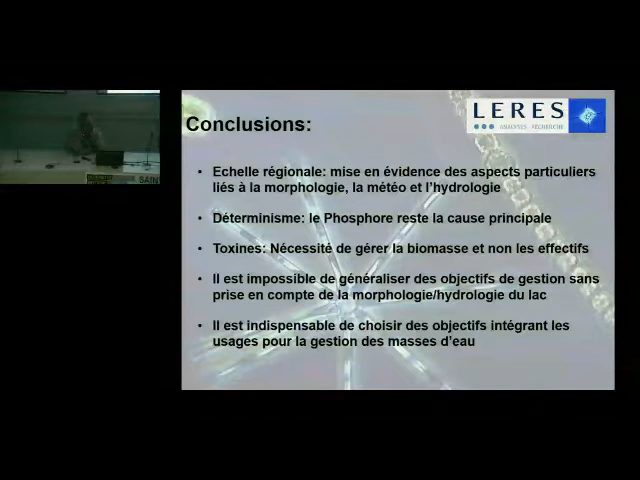 LERES
ANALYSES RECHERCHE
Conclusions:
• Echelle régionale: mise en évidence des aspects particuliers
liés à la morphologie, la météo et l'hydrologie
• Déterminisme: le Phosphore reste la cause principale
• Toxines: Nécessité de gérer la biomasse et non les effectifs
• Il est impossible de généraliser des objectifs de gestion sans
prise en compte de la morphologie/hydrologie du lac
• Il est indispensable de choisir des objectifs intégrant les
usages pour la gestion des masses d'eau
SAIN